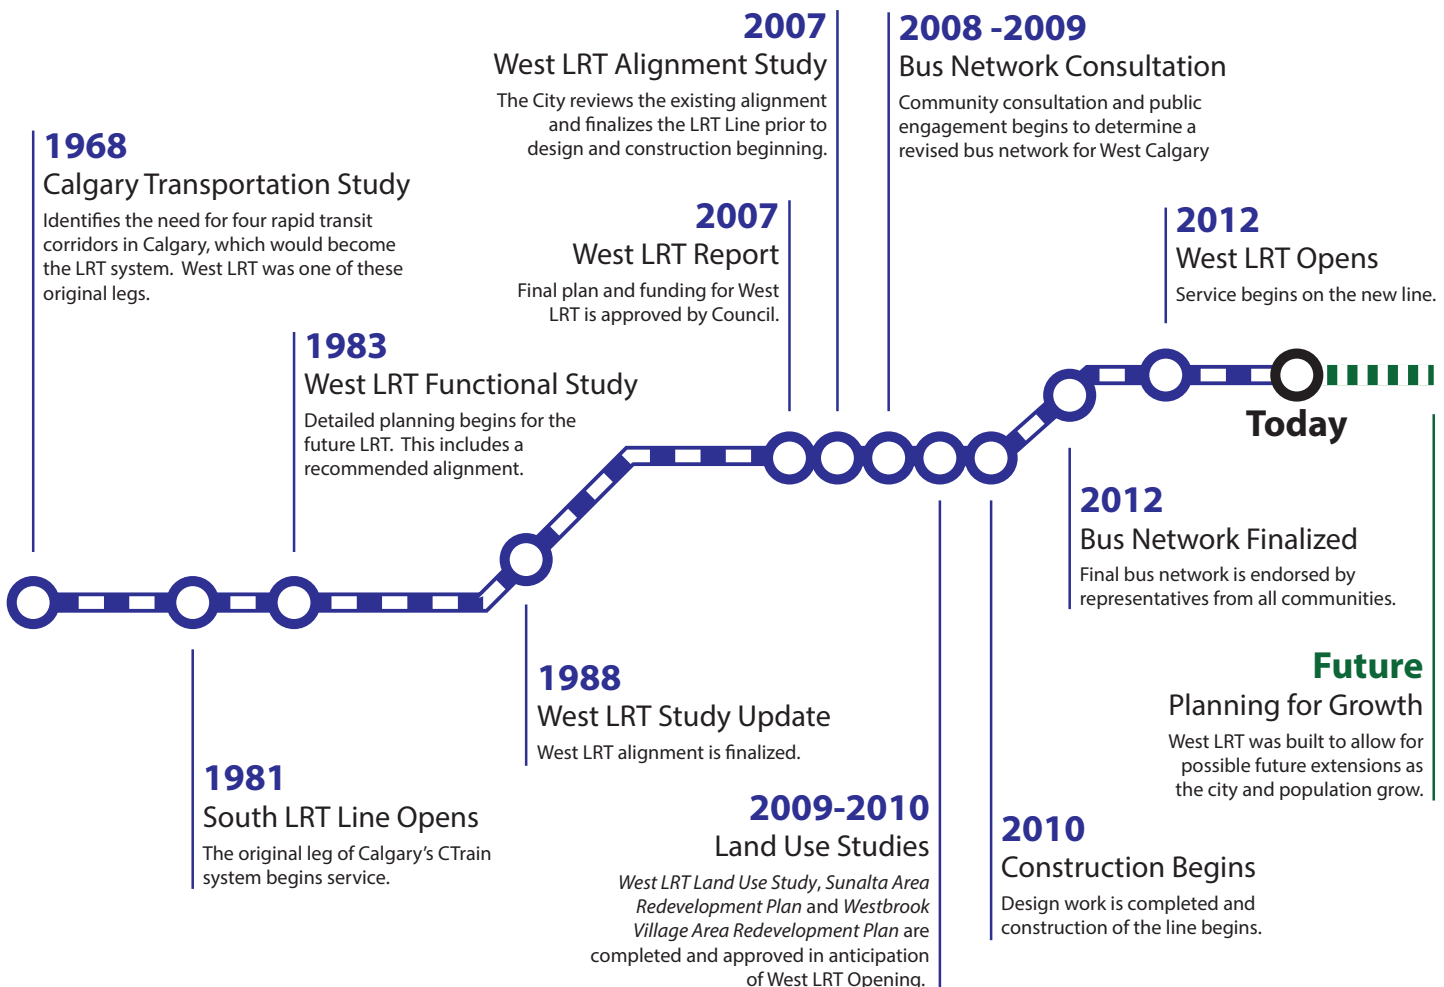 1968
Calgary Transportation Study
Identifies the need for four rapid transit
corridors in Calgary, which would become
the LRT system.  West LRT was one of these
original legs.
1981
South LRT Line Opens
The original leg of Calgary's CTrain
system begins service.
1983
West LRT Functional Study
Detailed planning begins for the
future LRT.  This includes a
recommended alignment.
1988
West LRT Study Update
West LRT alignment is finalized.
2007
West LRT Report
Final plan and funding for West
LRT is approved by Council.
2007
West LRT Alignment Study
The City reviews the existing alignment
and finalizes the LRT Line prior to
design and construction beginning.
2008 -2009
Bus Network Consultation
Community consultation and public
engagement begins to determine a
revised bus network for West Calgary
2009-2010
Land Use Studies
West LRT Land Use Study, Sunalta Area
Redevelopment Plan and Westbrook
Village Area Redevelopment Plan are
completed and approved in anticipation
of West LRT Opening.
2010
Construction Begins
Design work is completed and
construction of the line begins.
2012
Bus Network Finalized
Final bus network is endorsed by
representatives from all communities.
2012
West LRT Opens
Service begins on the new line.
Today
Future
Planning for Growth
West LRT was built to allow for
possible future extensions as
the city and population grow.